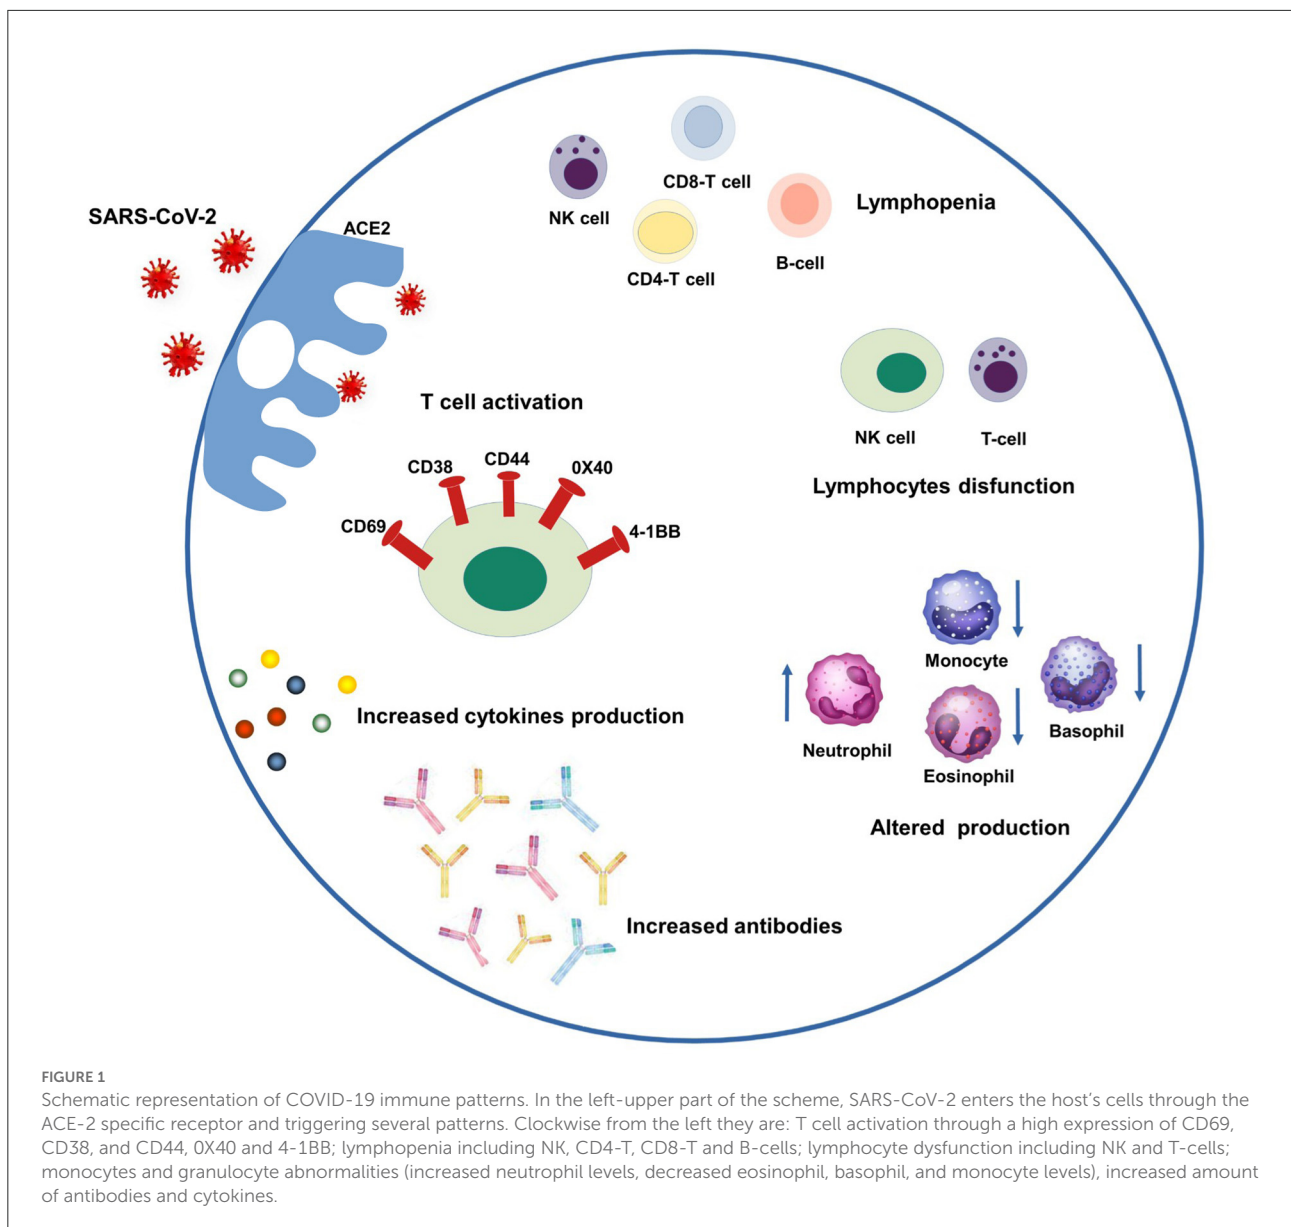 SARS-CoV-2
ACE2
NK cell
CD8-T cell
CD4-T cell
B-cell
Lymphopenia
T cell activation
CD69
CD38
CD44
0X40
4-1BB
NK cell
T-cell
Lymphocytes disfunction
Monocyte
Neutrophil
Eosinophil
Basophil
Altered production
Increased cytokines production
Increased antibodies
FIGURE 1
Schematic representation of COVID-19 immune patterns. In the left-upper part of the scheme, SARS-CoV-2 enters the host's cells through the
ACE-2 specific receptor and triggering several patterns. Clockwise from the left they are: T cell activation through a high expression of CD69,
CD38, and CD44, 0X40 and 4-1BB; lymphopenia including NK, CD4-T, CD8-T and B-cells; lymphocyte dysfunction including NK and T-cells;
monocytes and granulocyte abnormalities (increased neutrophil levels, decreased eosinophil, basophil, and monocyte levels), increased amount
of antibodies and cytokines.